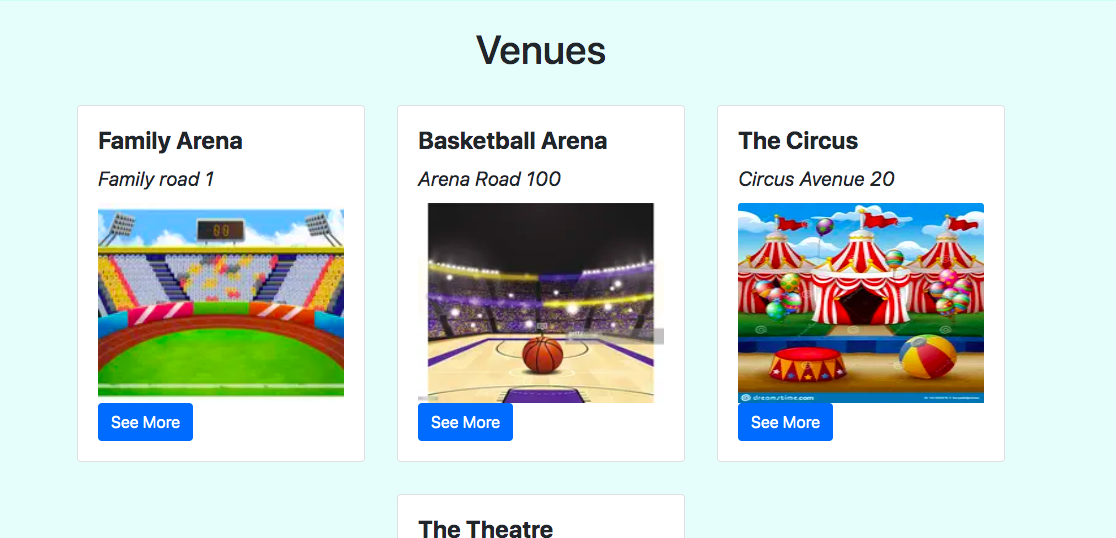 Venues
Family Arena
Family road 1
See More
Basketball Arena
Arena Road 100
See More
The Circus
Circus Avenue 20
dreamstime.com
See More
The Theatre